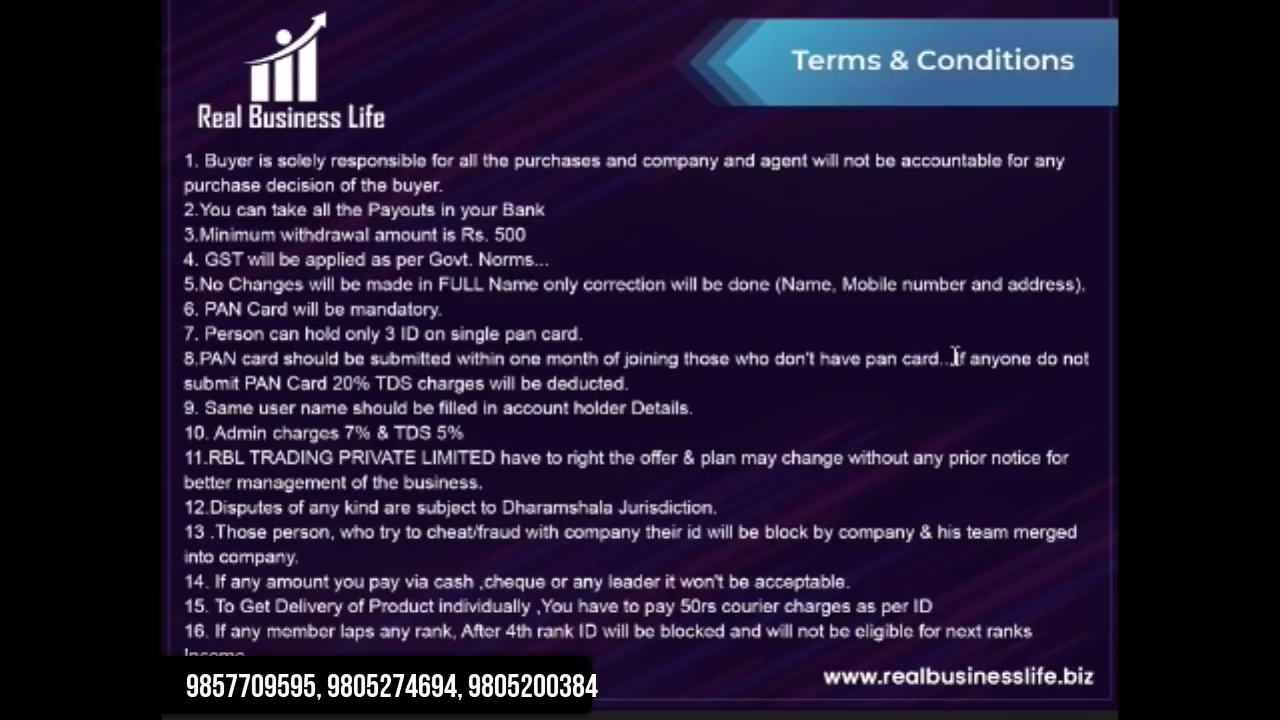 Real Business Life
Terms & Conditions
1. Buyer is solely responsible for all the purchases and company and agent will not be accountable for any
purchase decision of the buyer.
2.You can take all the Payouts in your Bank
3.Minimum withdrawal amount is Rs. 500
4. GST will be applied as per Govt. Norms...
5.No Changes will be made in FULL Name only correction will be done (Name, Mobile number and address).
6. PAN Card will be mandatory.
7. Person can hold only 3 ID on single pan card.
8.PAN card should be submitted within one month of joining those who don't have pan card...If anyone do not
submit PAN Card 20% TDS charges will be deducted.
9. Same user name should be filled in account holder Details.
10. Admin charges 7% & TDS 5%
11.RBL TRADING PRIVATE LIMITED have to right the offer & plan may change without any prior notice for
better management of the business.
12.Disputes of any kind are subject to Dharamshala Jurisdiction.
13 .Those person, who try to cheat/fraud with company their id will be block by company & his team merged
into company.
14. If any amount you pay via cash ,cheque or any leader it won't be acceptable.
15. To Get Delivery of Product individually ,You have to pay 50rs courier charges as per ID
16. If any member laps any rank, After 4th rank ID will be blocked and will not be eligible for next ranks
Income
9857709595, 9805274694, 9805200384
www.realbusinesslife.biz